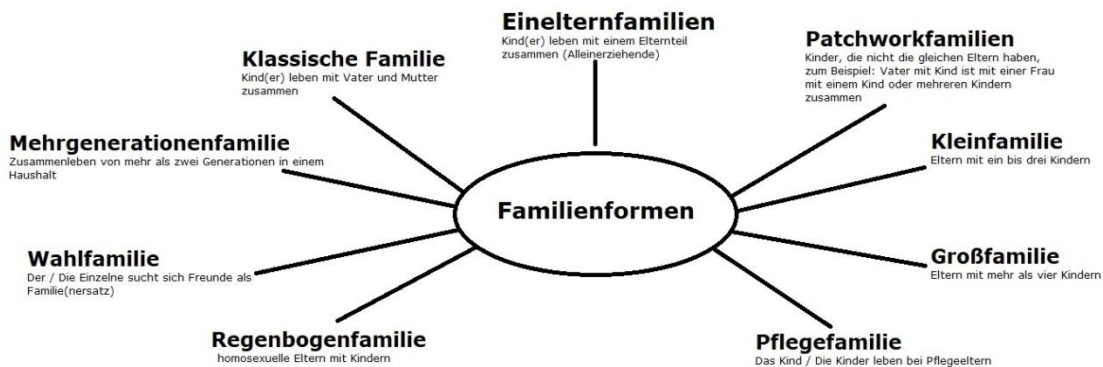 Einelternfamilien
Kind(er) leben mit einem Elternteil
zusammen (Alleinerziehende)
Patchworkfamilien
Kinder, die nicht die gleichen Eltern haben,
zum Beispiel: Vater mit Kind ist mit einer Frau
mit einem Kind oder mehreren Kindern
zusammen
Klassische Familie
Kind(er) leben mit Vater und Mutter
zusammen
Mehrgenerationenfamilie
Zusammenleben von mehr als zwei Generationen in einem
Haushalt
Kleinfamilie
Eltern mit ein bis drei Kindern
Familienformen
Wahlfamilie
Der / Die Einzelne sucht sich Freunde als
Familie(nersatz)
Großfamilie
Eltern mit mehr als vier Kindern
Regenbogenfamilie
homosexuelle Eltern mit Kindern
Pflegefamilie
Das Kind / Die Kinder leben bei Pflegeeltern